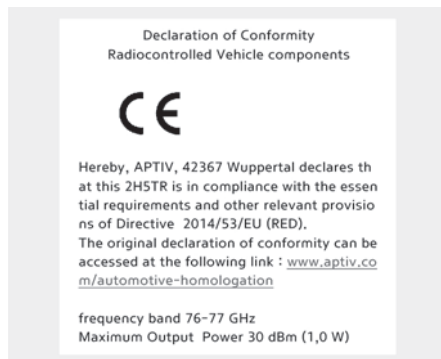 Declaration of Conformity
Radiocontrolled Vehicle components
CE
Hereby, APTIV, 42367 Wuppertal declares th
at this 2H5TR is in compliance with the essen
tial requirements and other relevant provisio
ns of Directive 2014/53/EU (RED).
The original declaration of conformity can be
accessed at the following link : www.aptiv.co
m/automotive-homologation
frequency band 76-77 GHz
Maximum Output Power 30 dBm (1,0 W)